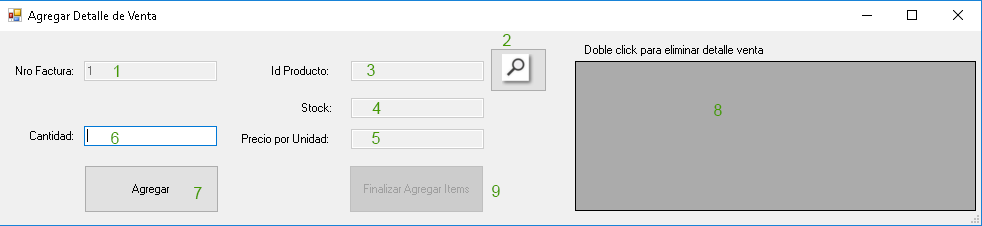 Agregar Detalle de Venta
Nro Factura: 1 1
Id Producto: 3
2
Doble click para eliminar detalle venta
Stock: 4
Cantidad: 6
Precio por Unidad: 5
8
Agregar 7
Finalizar Agregar Items 9